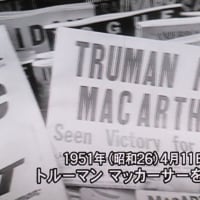 TRUMAN
MACARTH
Seen Victory for
1951年(昭和26)4月11日
トルーマン マッカーサーを